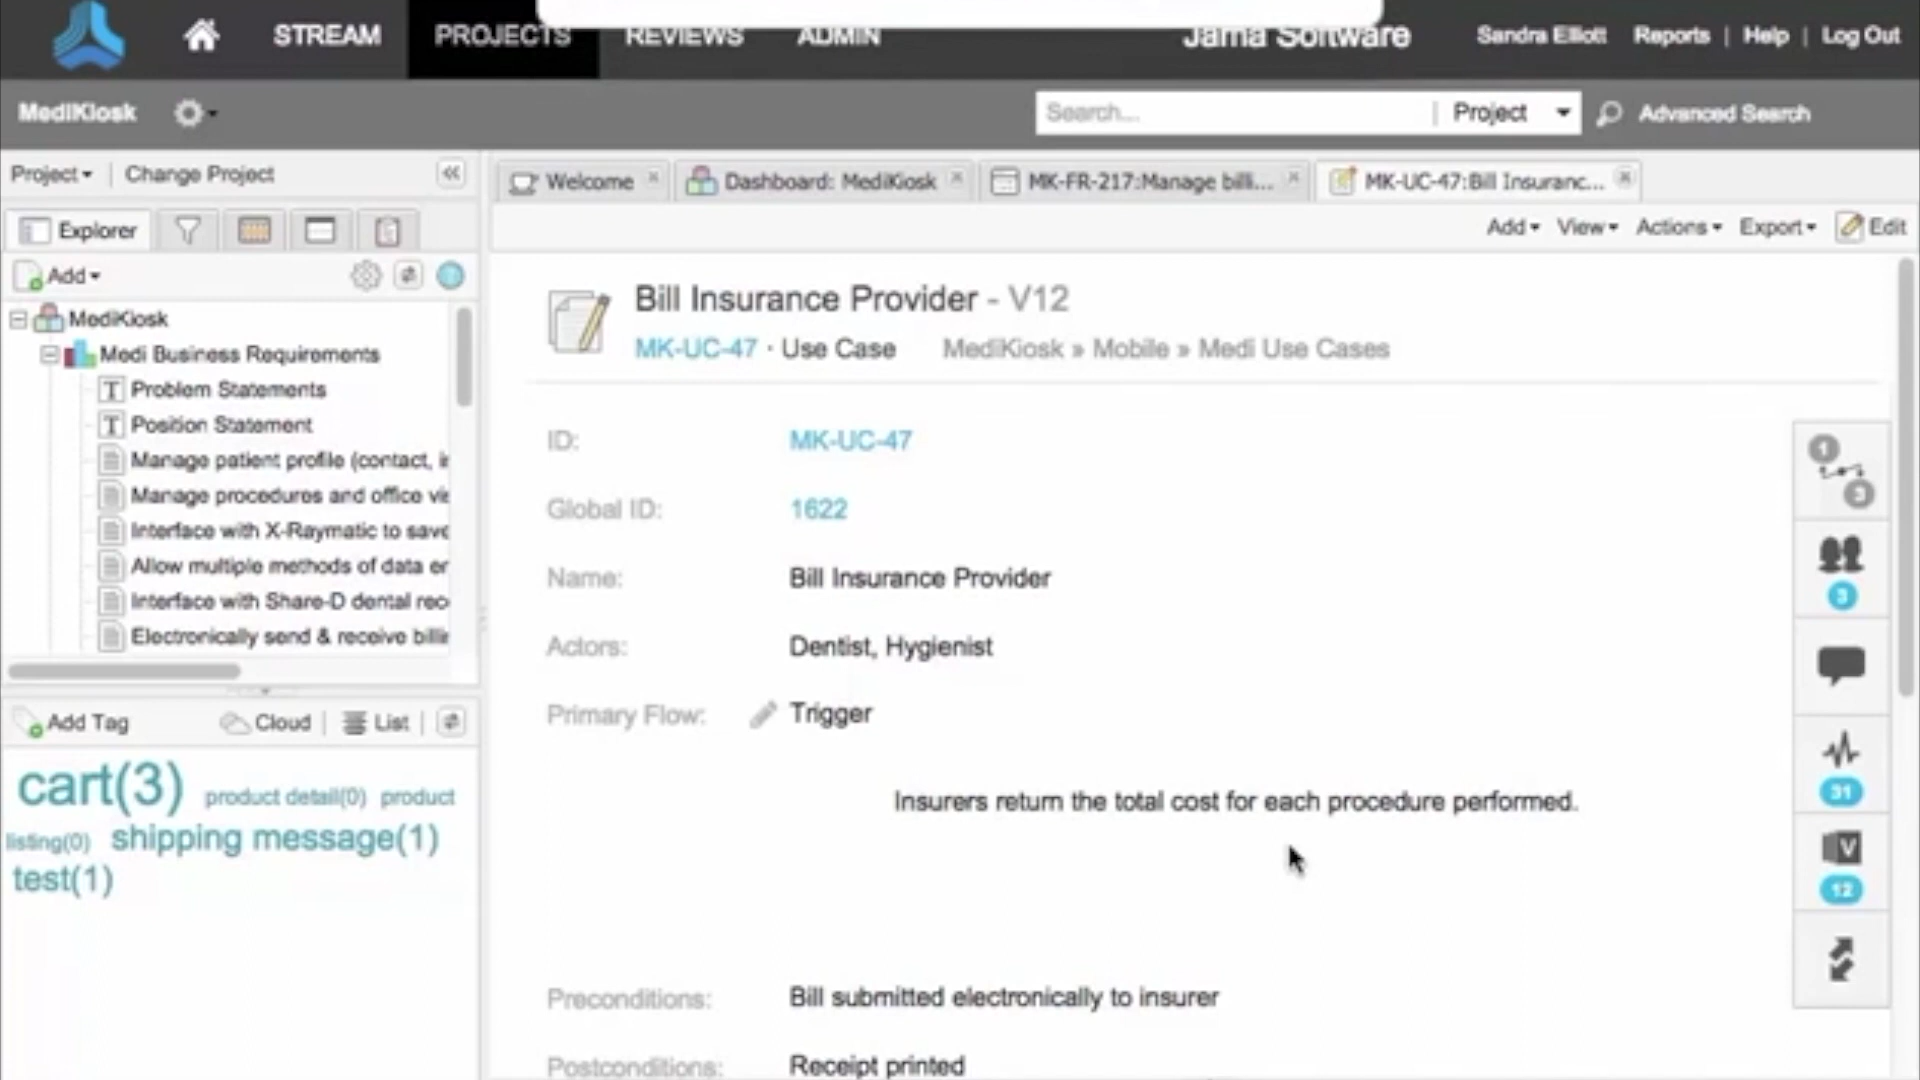 STREAM PROJECTS REVIEWS ADMIN Jama Software Sandra Elliott Reports | Help | Log Out
MediKiosk Search... Project Advanced Search
Project Change Project
Welcome Dashboard: MediKiosk MK-FR-217:Manage billi... MK-UC-47:Bill Insuranc...
Explorer
Add View Actions Export Edit
Add
MediKiosk
Medi Business Requirements
Problem Statements
Position Statement
Manage patient profile (contact, i
Manage procedures and office vi
Interface with X-Raymatic to save
Allow multiple methods of data er
Interface with Share-D dental reco
Electronically send & receive billi
Add Tag Cloud | List
cart(3) product detail(0) product
listing(0) shipping message(1)
test(1)
Bill Insurance Provider - V12
MK-UC-47 · Use Case MediKiosk » Mobile » Medi Use Cases
ID: MK-UC-47
Global ID: 1622
Name: Bill Insurance Provider
Actors: Dentist, Hygienist
Primary Flow: Trigger
Insurers return the total cost for each procedure performed.
Preconditions: Bill submitted electronically to insurer
Postconditions: Receipt printed
1
3
3
31
V
12